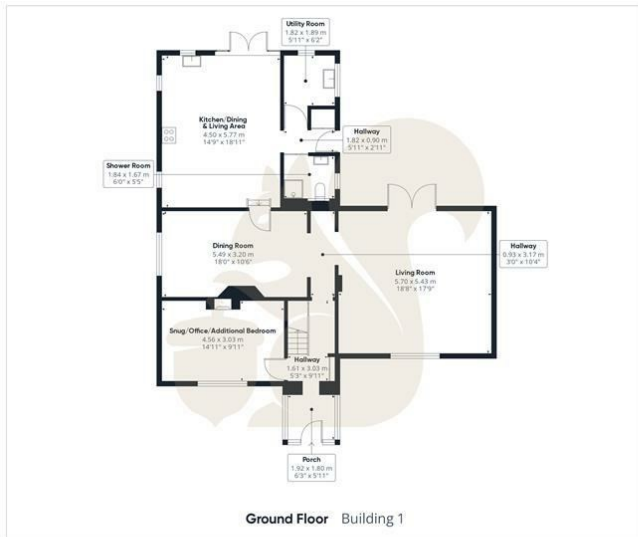 Utility Room
1.82 x 1.89 m
5'11" x 6'2"
Kitchen/Dining
& Living Area
4.50 x 5.77 m
14'9" x 18'11"
Hallway
1.82 x 0.90 m
5'11" x 2'11"
Shower Room
1.84 x 1.67 m
6'0" x 5'5"
Dining Room
5.49 x 3.20 m
18'0" x 10'6"
Hallway
0.93 x 3.17 m
3'0" x 10'4"
Living Room
5.70 x 5.43 m
18'8" x 17'9"
Snug/Office/Additional Bedroom
4.56 x 3.03 m
14'11" x 9'11"
Hallway
1.61 x 3.03 m
5'3" x 9'11"
Porch
1.92 x 1.80 m
6'3" x 5'11"
Ground Floor Building 1